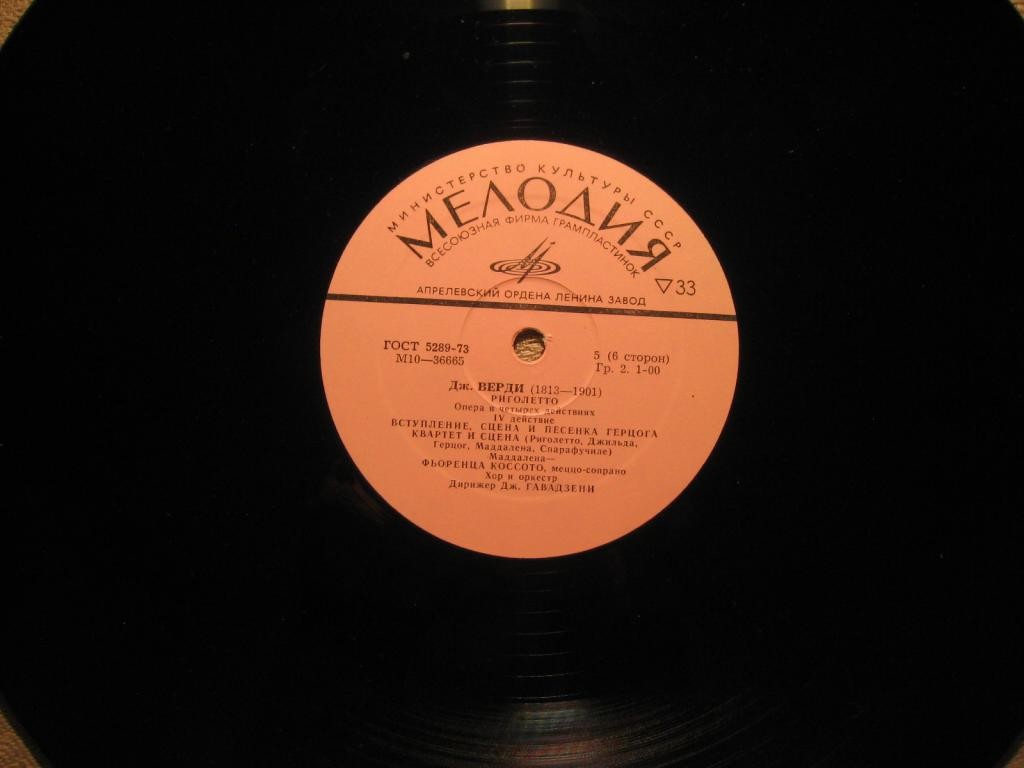 МИНИСТЕРСТВО КУЛЬТУРЫ СССР
МЕЛОДИЯ
ВСЕСОЮЗНАЯ ФИРМА ГРАМПЛАСТИНОК
АПРЕЛЕВСКИЙ ОРДЕНА ЛЕНИНА ЗАВОД
▽33
ГОСТ 5289-73
М10—36665
5 (6 сторон)
Гр. 2. 1-00
Дж. ВЕРДИ (1813—1901)
РИГОЛЕТТО
Опера в четырех действиях
IV действие
ВСТУПЛЕНИЕ, СЦЕНА И ПЕСЕНКА ГЕРЦОГА
КВАРТЕТ И СЦЕНА (Риголетто, Джильда,
Герцог, Маддалена, Спарафучиле)
Маддалена—
ФЬОРЕНЦА КОССОТО, меццо-сопрано
Хор и оркестр
Дирижер Дж. ГАВАДЗЕНИ